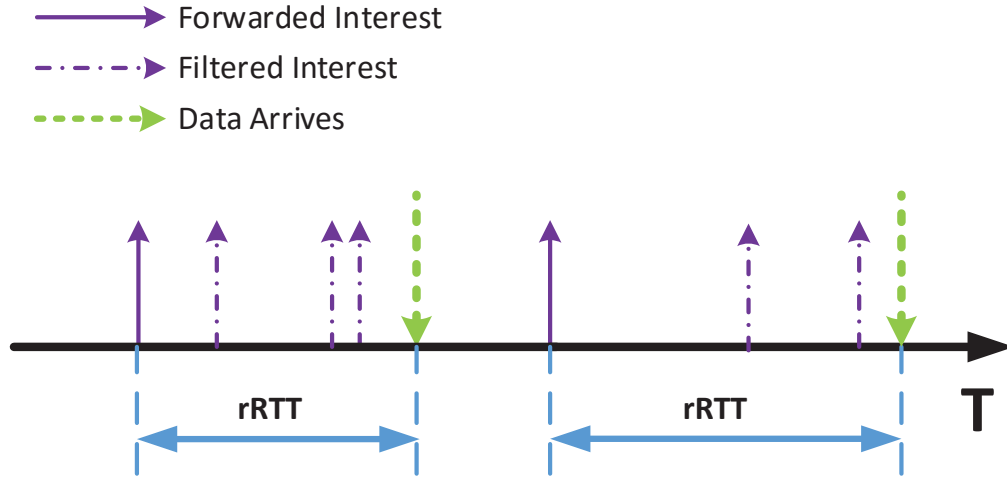 Forwarded Interest
Filtered Interest
Data Arrives
rRTT
rRTT
T